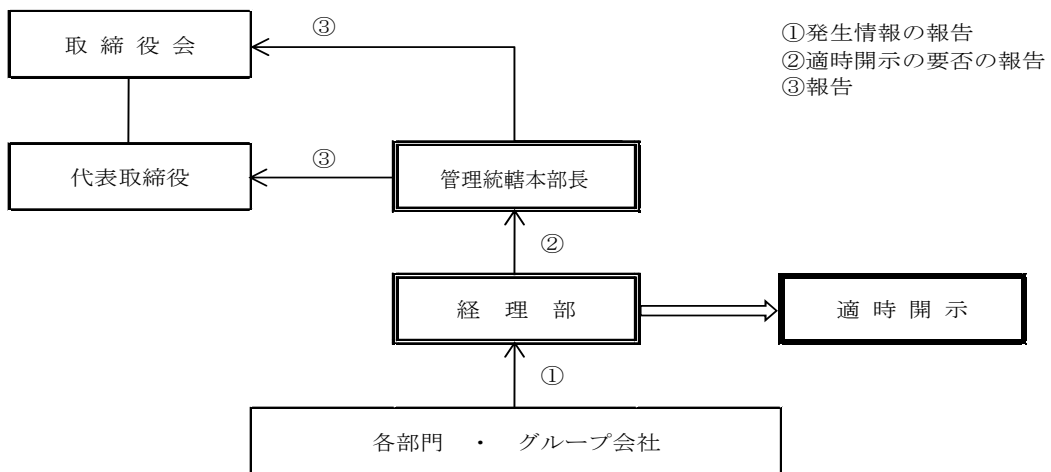 ③
①発生情報の報告
②適時開示の要否の報告
③報告
取 締 役 会
③
代表取締役
管理統轄本部長
②
経 理 部
適 時 開 示
①
各部門 ・ グループ会社